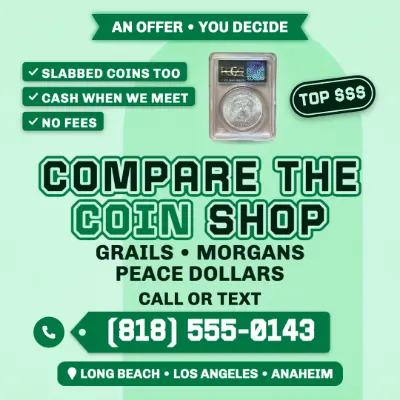 AN OFFER • YOU DECIDE
SLABBED COINS TOO
CASH WHEN WE MEET
NO FEES
PCGS
TOP $$$
COMPARE THE
COIN SHOP
GRAILS • MORGANS
PEACE DOLLARS
CALL OR TEXT
(818) 555-0143
LONG BEACH • LOS ANGELES • ANAHEIM